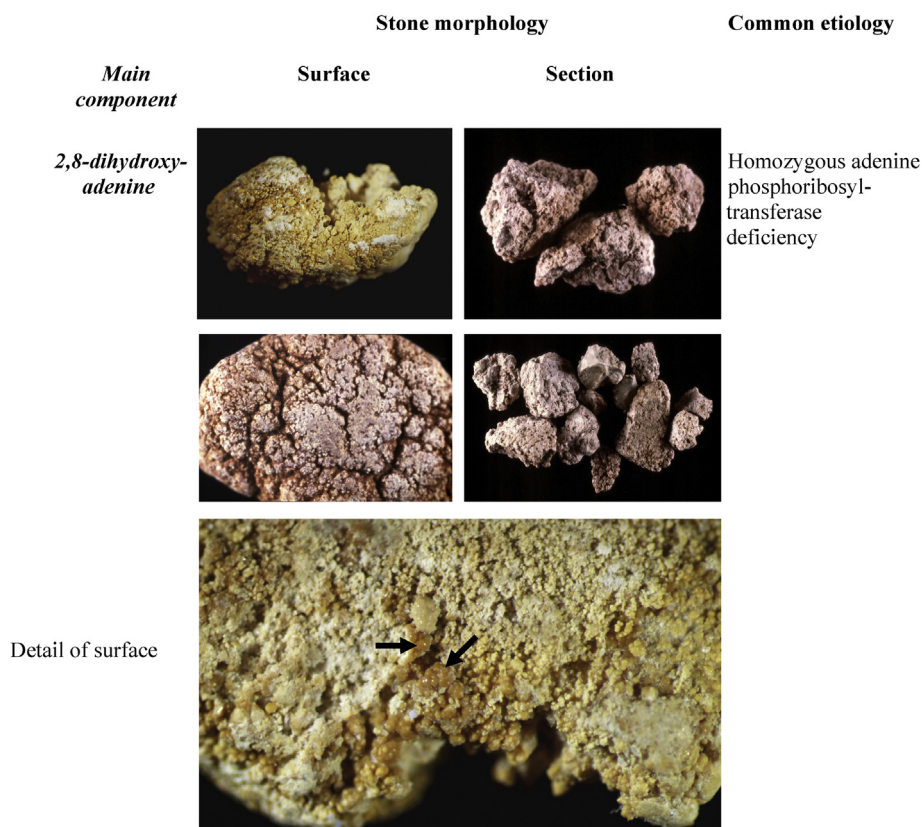 Stone morphology
Common etiology
Main
component
Surface
Section
2,8-dihydroxy-
adenine
Homozygous adenine
phosphoribosyl-
transferase
deficiency
Detail of surface